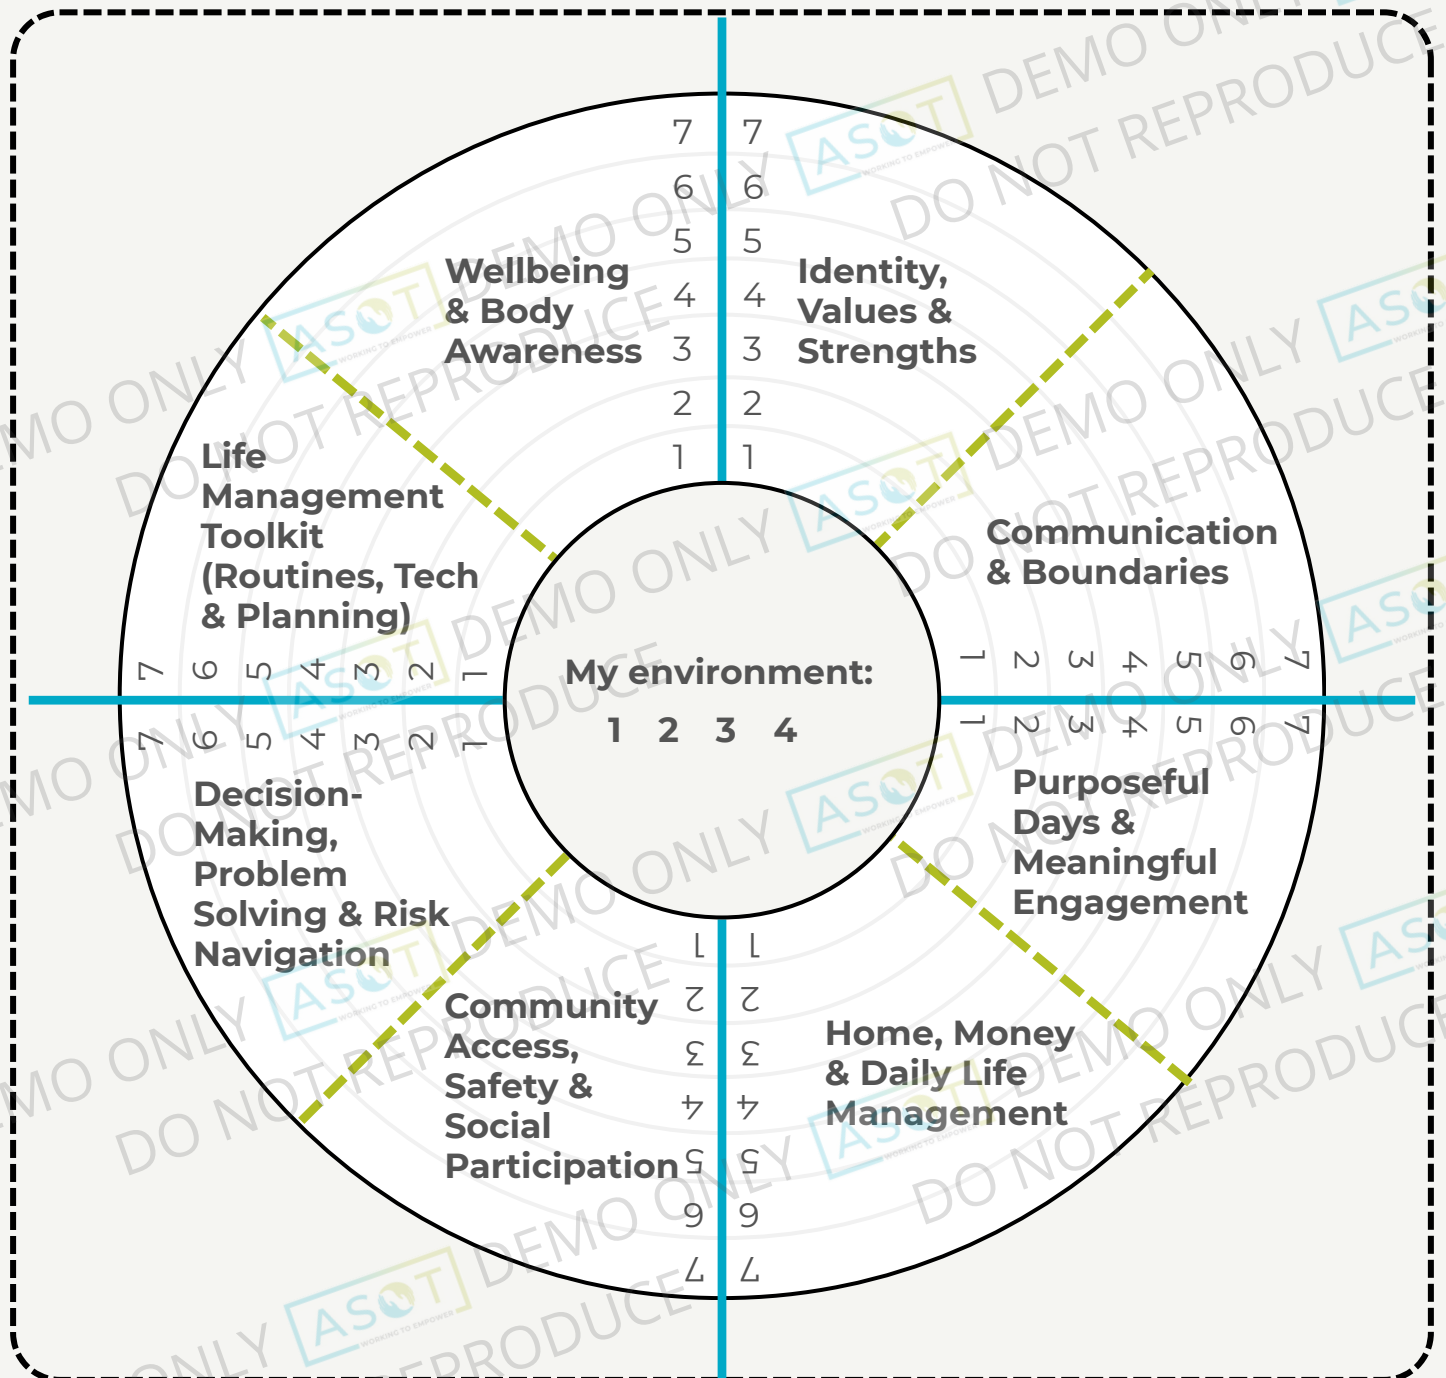 7 7
6 6
5 5
4 4
3 3
2 2
1 1
Wellbeing
& Body
Awareness
Identity,
Values &
Strengths
Life
Management
Toolkit
(Routines, Tech
& Planning)
Communication
& Boundaries
7 6 5 4 3 2 1
1 2 3 4 5 6 7
My environment:
1 2 3 4
7 6 5 4 3 2 1
1 2 3 4 5 6 7
Decision-
Making,
Problem
Solving & Risk
Navigation
Purposeful
Days &
Meaningful
Engagement
Community
Access,
Safety &
Social
Participation
Home, Money
& Daily Life
Management
1 1
2 2
3 3
4 4
5 5
6 6
7 7
ASOT
WORKING TO EMPOWER
DEMO ONLY
DO NOT REPRODUCE